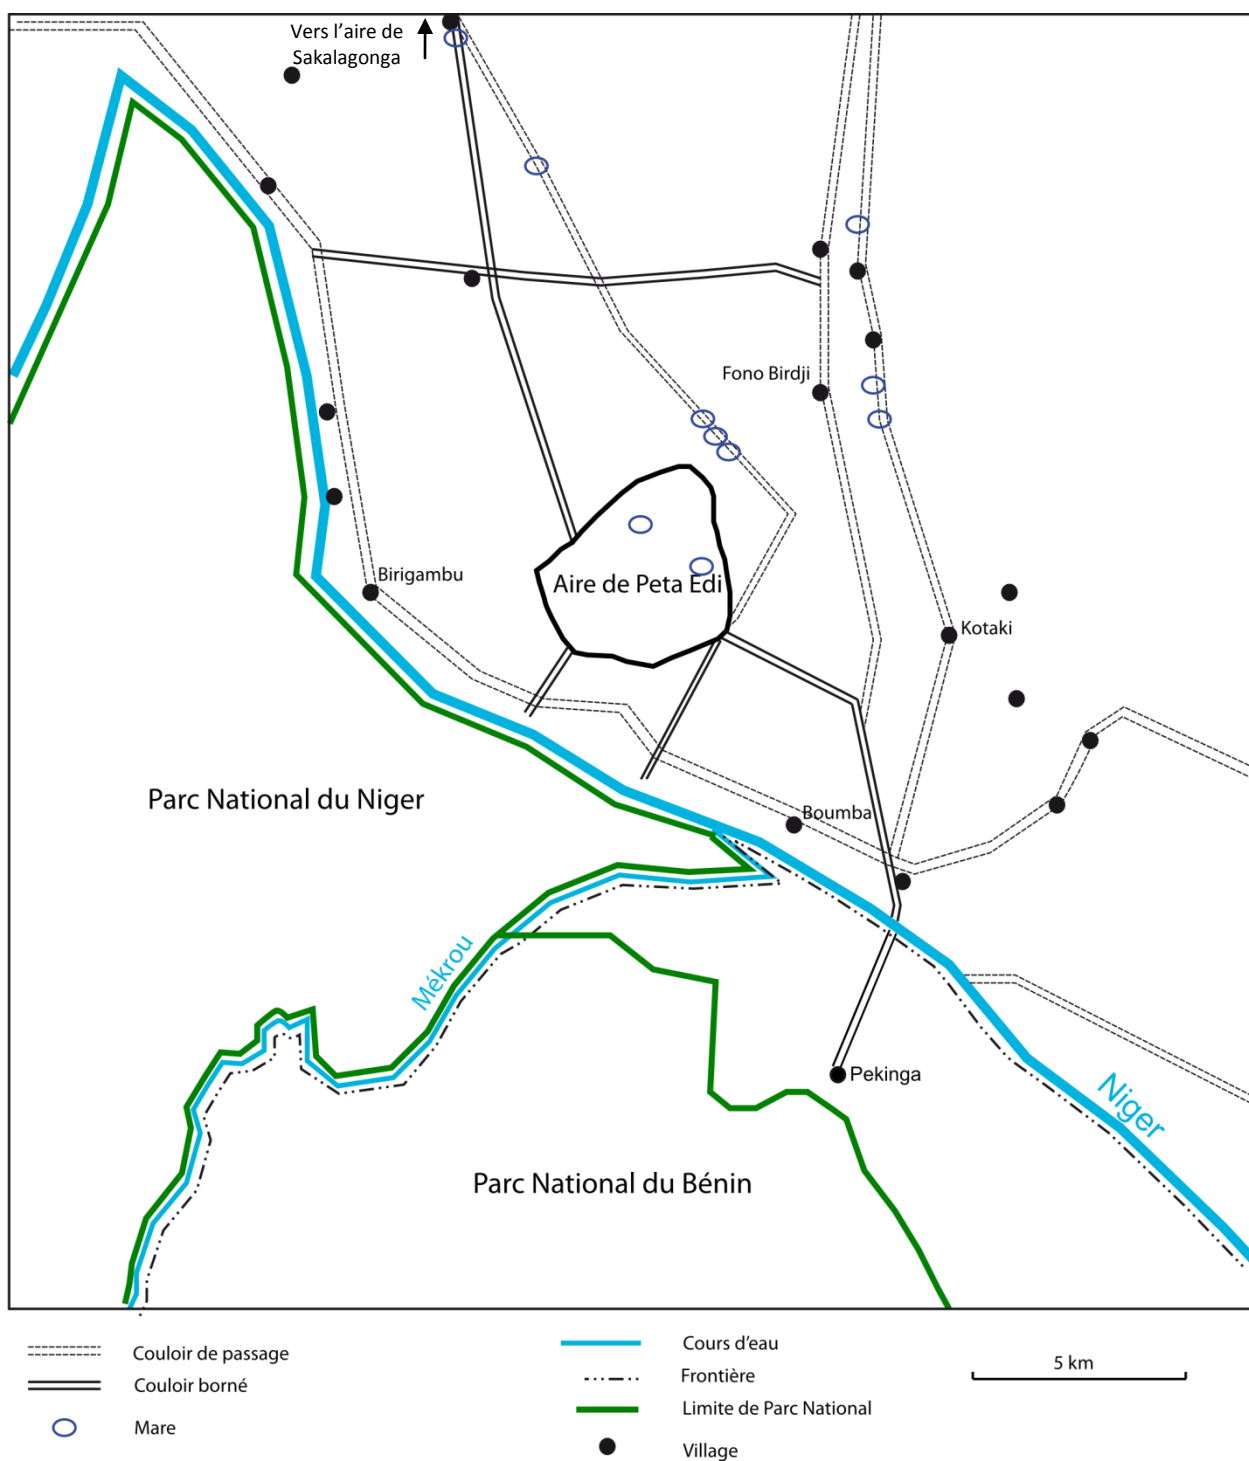 Vers l'aire de
Sakalagonga
Fono Birdji
Birigambu
Aire de Peta Edi
Kotaki
Parc National du Niger
Boumba
Mékrou
Pekinga
Niger
Parc National du Bénin
Couloir de passage
Couloir borné
Mare
Cours d'eau
Frontière
Limite de Parc National
Village
5 km